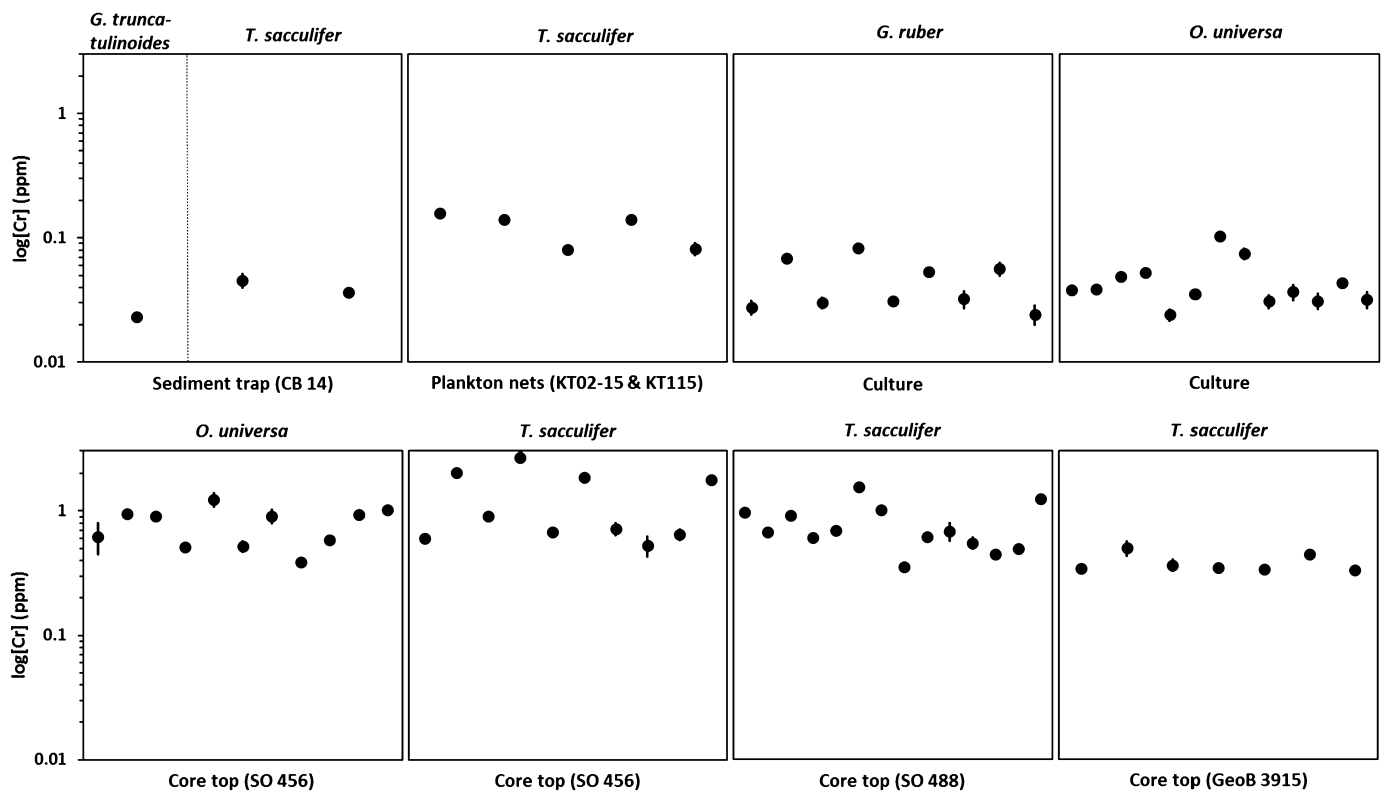 G. trunca-
tulinoides
T. sacculifer
T. sacculifer
G. ruber
O. universa
log[Cr] (ppm)
1
0.1
0.01
Sediment trap (CB 14)
Plankton nets (KT02-15 & KT115)
Culture
Culture
O. universa
T. sacculifer
T. sacculifer
T. sacculifer
log[Cr] (ppm)
1
0.1
0.01
Core top (SO 456)
Core top (SO 456)
Core top (SO 488)
Core top (GeoB 3915)